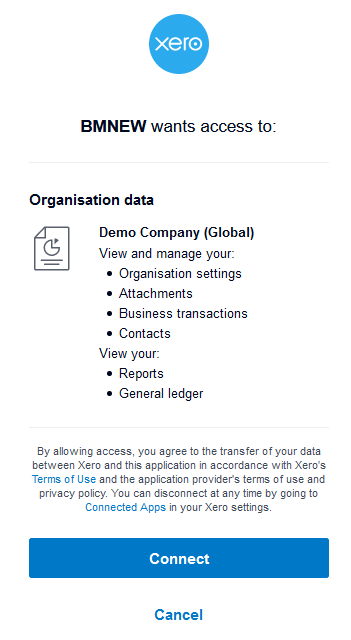 xero
BMNEW wants access to:
Organisation data
Demo Company (Global)
View and manage your:
Organisation settings
Attachments
Business transactions
Contacts
View your:
Reports
General ledger
By allowing access, you agree to the transfer of your data
between Xero and this application in accordance with Xero's
Terms of Use and the application provider's terms of use and
privacy policy. You can disconnect at any time by going to
Connected Apps in your Xero settings.
Connect
Cancel